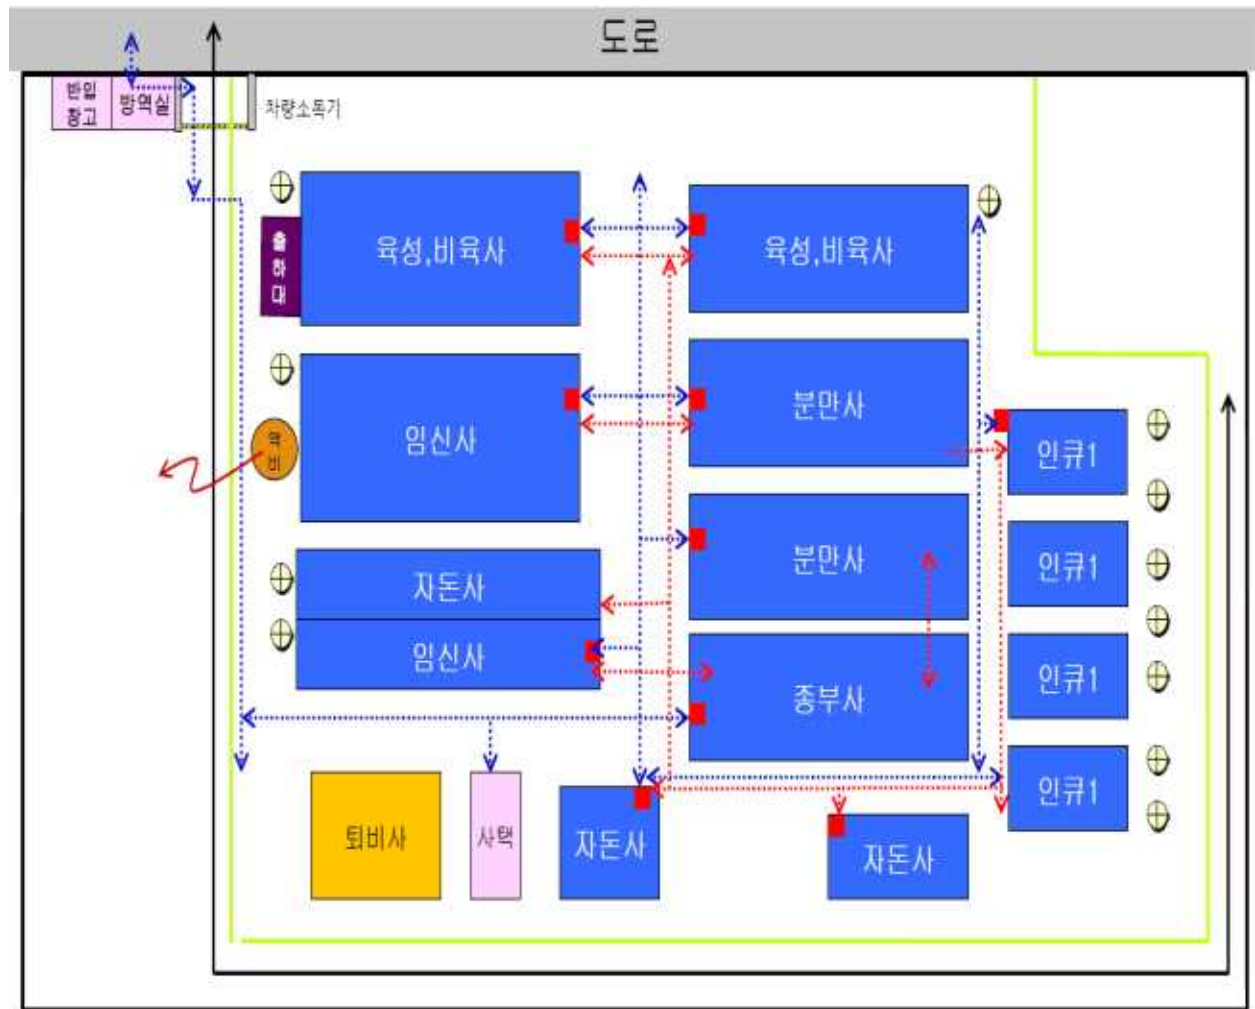 도로
반입
창고
방역실
차량소독기
출
하
대
육성,비육사
육성,비육사
임신사
분만사
액
비
인큐1
자돈사
분만사
인큐1
임신사
종부사
인큐1
퇴비사
사택
자돈사
자돈사
인큐1